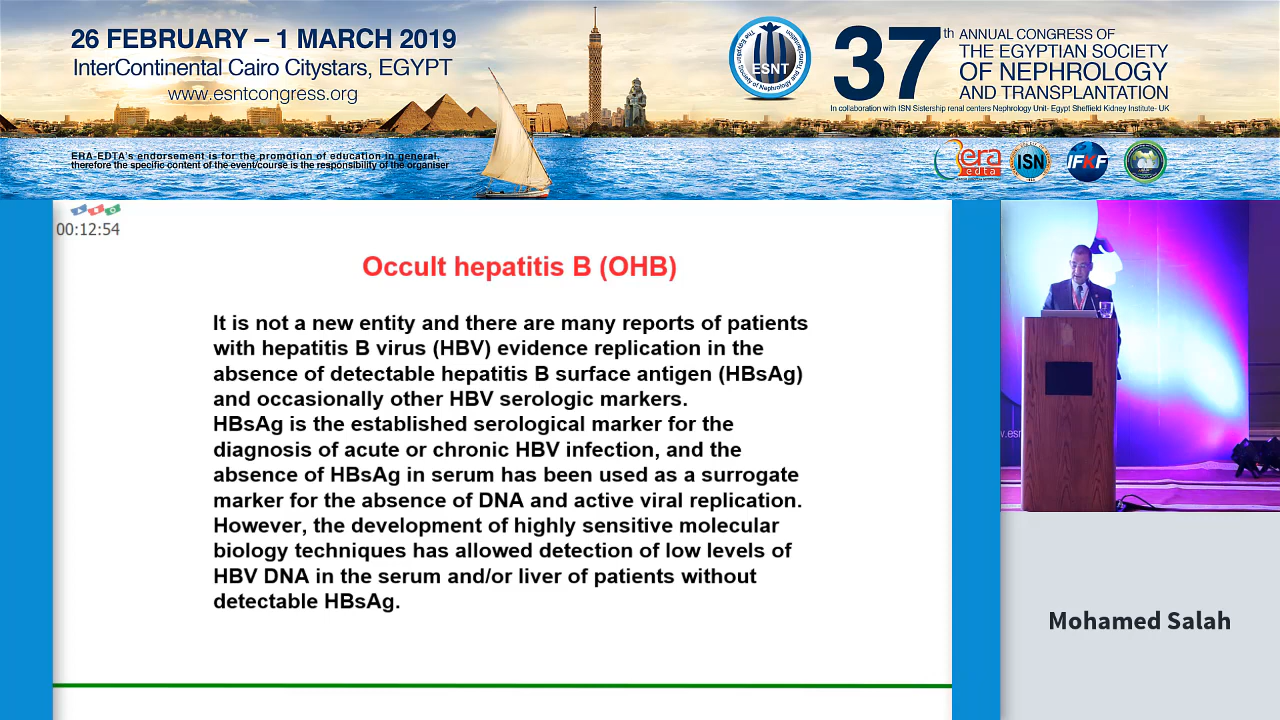 26 FEBRUARY – 1 MARCH 2019
InterContinental Cairo Citystars, EGYPT
www.esntcongress.org
ERA-EDTA's endorsement is for the promotion of education in general,
therefore the specific content of the event/course is the responsibility of the organiser
ESNT
37th
ANNUAL CONGRESS OF
THE EGYPTIAN SOCIETY
OF NEPHROLOGY
AND TRANSPLANTATION
In collaboration with ISN Sistership renal centers Nephrology Unit- Egypt Sheffield Kidney Institute- UK
era
edta
ISN
IFKF
00:12:54
Occult hepatitis B (OHB)
It is not a new entity and there are many reports of patients
with hepatitis B virus (HBV) evidence replication in the
absence of detectable hepatitis B surface antigen (HBsAg)
and occasionally other HBV serologic markers.
HBsAg is the established serological marker for the
diagnosis of acute or chronic HBV infection, and the
absence of HBsAg in serum has been used as a surrogate
marker for the absence of DNA and active viral replication.
However, the development of highly sensitive molecular
biology techniques has allowed detection of low levels of
HBV DNA in the serum and/or liver of patients without
detectable HBsAg.
Mohamed Salah